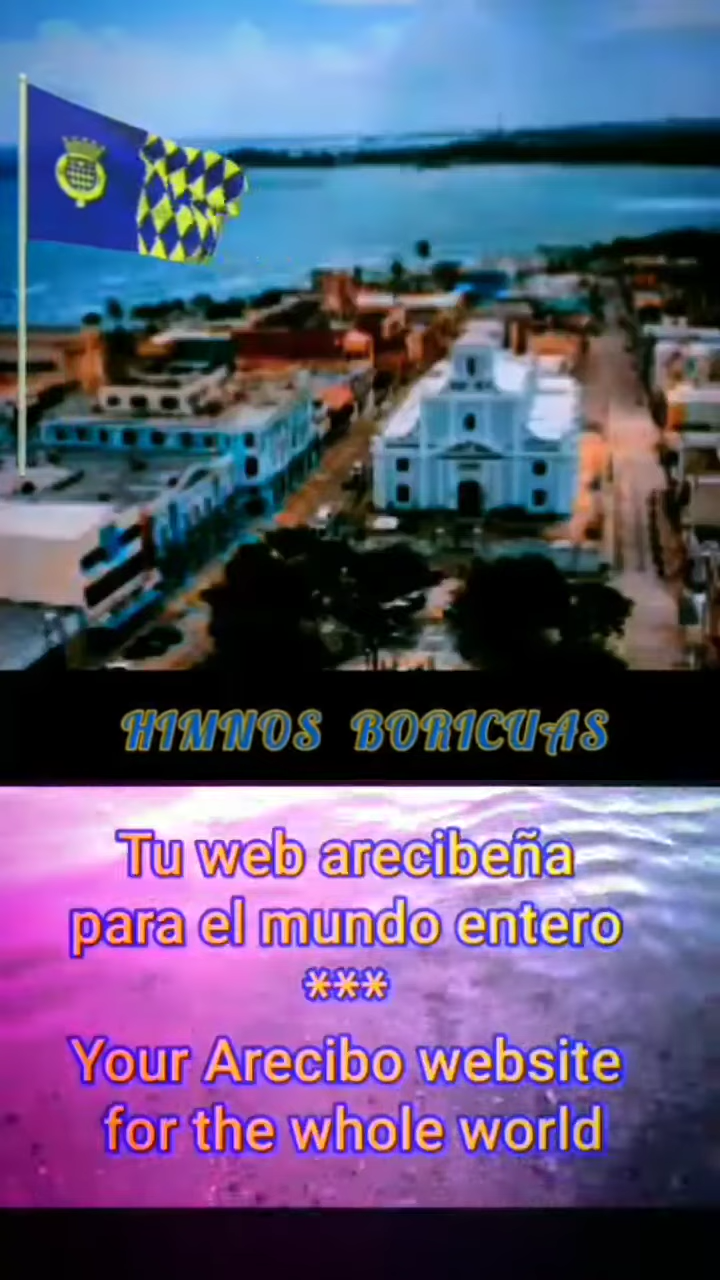 HIMNOS BORICUAS
Tu web arecibeña
para el mundo entero
***
Your Arecibo website
for the whole world